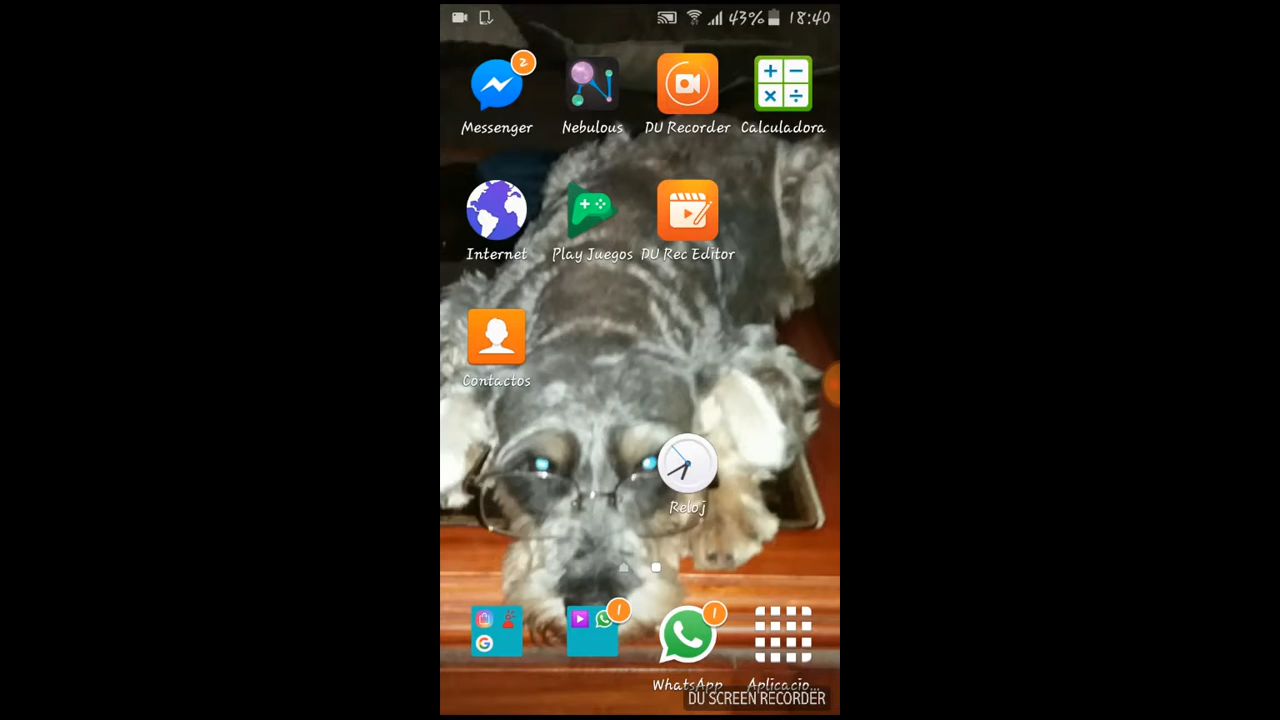 43% 18:40
2
Messenger Nebulous DU Recorder Calculadora
Internet Play Juegos DU Rec Editor
Contactos
Reloj
1 1
WhatsApp Aplicacio...
DU SCREEN RECORDER